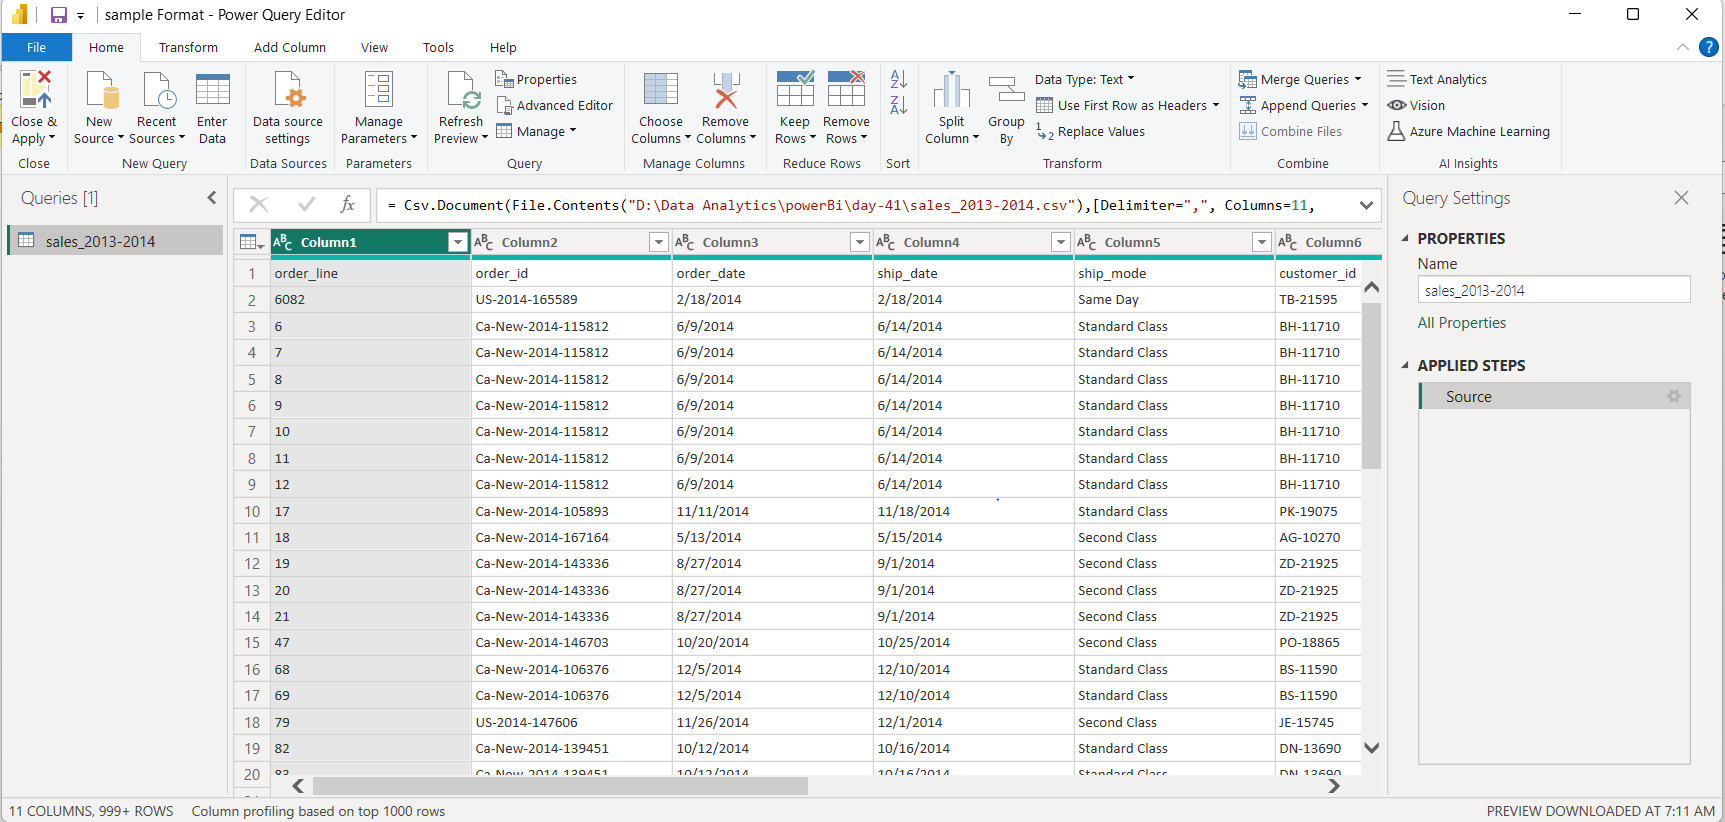 sample Format - Power Query Editor
File Home Transform Add Column View Tools Help
Close & Apply
New Source
Recent Sources
Enter Data
Data source settings
Manage Parameters
Refresh Preview
Properties
Advanced Editor
Manage
Choose Columns
Remove Columns
Keep Rows
Remove Rows
Split Column
Group By
Data Type: Text
Use First Row as Headers
Replace Values
Merge Queries
Append Queries
Combine Files
Text Analytics
Vision
Azure Machine Learning
Close New Query Data Sources Parameters Query Manage Columns Reduce Rows Sort Transform Combine AI Insights
Queries [1]
sales_2013-2014
fx = Csv.Document(File.Contents("D:\Data Analytics\powerBi\day-41\sales_2013-2014.csv"),[Delimiter=",", Columns=11,
ABC Column1 ABC Column2 ABC Column3 ABC Column4 ABC Column5 ABC Column6
1 order_line order_id order_date ship_date ship_mode customer_id
2 6082 US-2014-165589 2/18/2014 2/18/2014 Same Day TB-21595
3 6 Ca-New-2014-115812 6/9/2014 6/14/2014 Standard Class BH-11710
4 7 Ca-New-2014-115812 6/9/2014 6/14/2014 Standard Class BH-11710
5 8 Ca-New-2014-115812 6/9/2014 6/14/2014 Standard Class BH-11710
6 9 Ca-New-2014-115812 6/9/2014 6/14/2014 Standard Class BH-11710
7 10 Ca-New-2014-115812 6/9/2014 6/14/2014 Standard Class BH-11710
8 11 Ca-New-2014-115812 6/9/2014 6/14/2014 Standard Class BH-11710
9 12 Ca-New-2014-115812 6/9/2014 6/14/2014 Standard Class BH-11710
10 17 Ca-New-2014-105893 11/11/2014 11/18/2014 Standard Class PK-19075
11 18 Ca-New-2014-167164 5/13/2014 5/15/2014 Second Class AG-10270
12 19 Ca-New-2014-143336 8/27/2014 9/1/2014 Second Class ZD-21925
13 20 Ca-New-2014-143336 8/27/2014 9/1/2014 Second Class ZD-21925
14 21 Ca-New-2014-143336 8/27/2014 9/1/2014 Second Class ZD-21925
15 47 Ca-New-2014-146703 10/20/2014 10/25/2014 Second Class PO-18865
16 68 Ca-New-2014-106376 12/5/2014 12/10/2014 Standard Class BS-11590
17 69 Ca-New-2014-106376 12/5/2014 12/10/2014 Standard Class BS-11590
18 79 US-2014-147606 11/26/2014 12/1/2014 Second Class JE-15745
19 82 Ca-New-2014-139451 10/12/2014 10/16/2014 Standard Class DN-13690
20 83 Ca-New-2014-139451 10/12/2014 10/16/2014 Standard Class DN-13690
Query Settings
PROPERTIES
Name
sales_2013-2014
All Properties
APPLIED STEPS
Source
11 COLUMNS, 999+ ROWS Column profiling based on top 1000 rows PREVIEW DOWNLOADED AT 7:11 AM